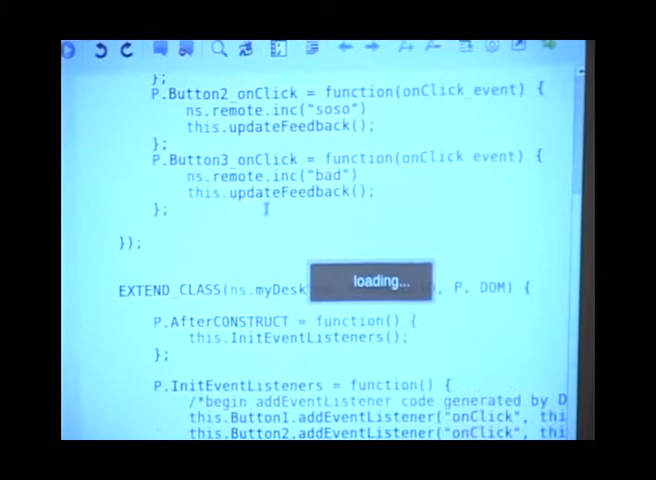 };
P.Button2_onClick = function(onClick_event) {
ns.remote.inc("soso")
this.updateFeedback();
};
P.Button3_onClick = function(onClick_event) {
ns.remote.inc("bad")
this.updateFeedback();
};
});
EXTEND_CLASS(ns.myDesk P, DOM) {
loading...
P.AfterCONSTRUCT = function() {
this.InitEventListeners();
};
P.InitEventListeners = function() {
/*begin addEventListener code generated by D
this.Button1.addEventListener("onClick", thi
this.Button2.addEventListener("onClick", thi